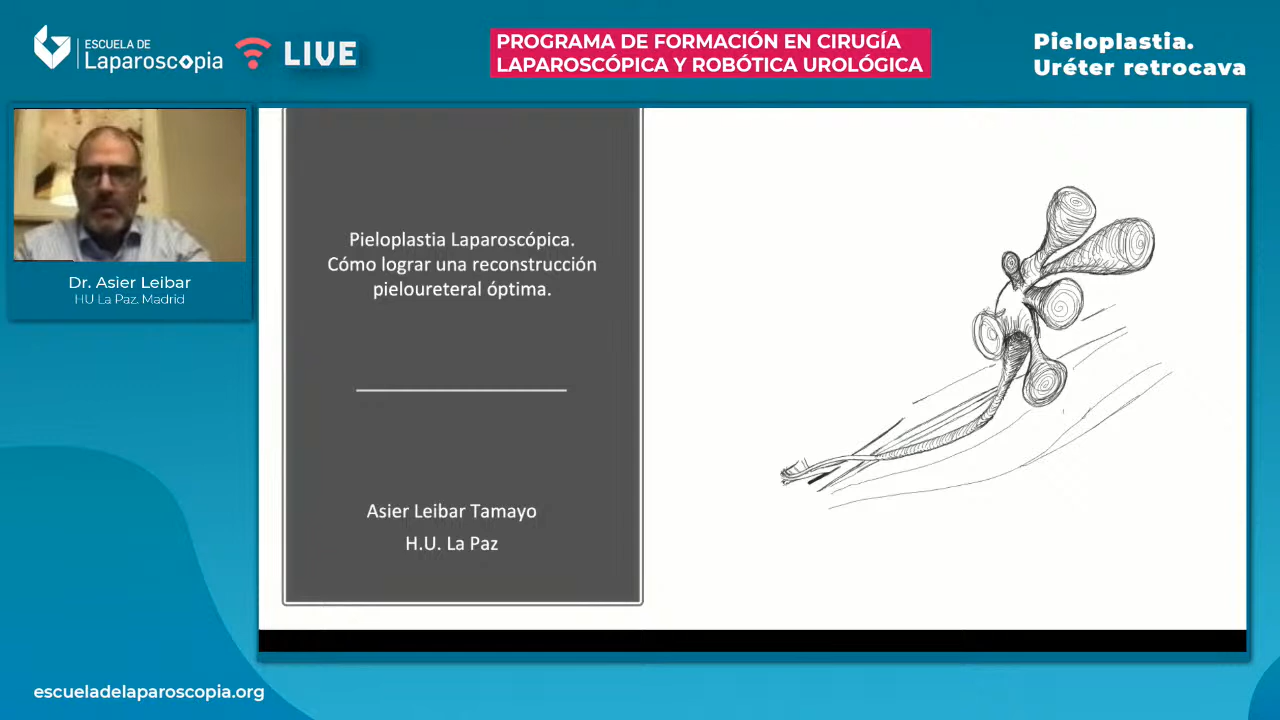 ESCUELA DE
Laparoscopia
LIVE
PROGRAMA DE FORMACIÓN EN CIRUGÍA
LAPAROSCÓPICA Y ROBÓTICA UROLÓGICA
Pieloplastia.
Uréter retrocava
Dr. Asier Leibar
HU La Paz. Madrid
Pieloplastia Laparoscópica.
Cómo lograr una reconstrucción
pieloureteral óptima.
Asier Leibar Tamayo
H.U. La Paz
escueladelaparoscopia.org